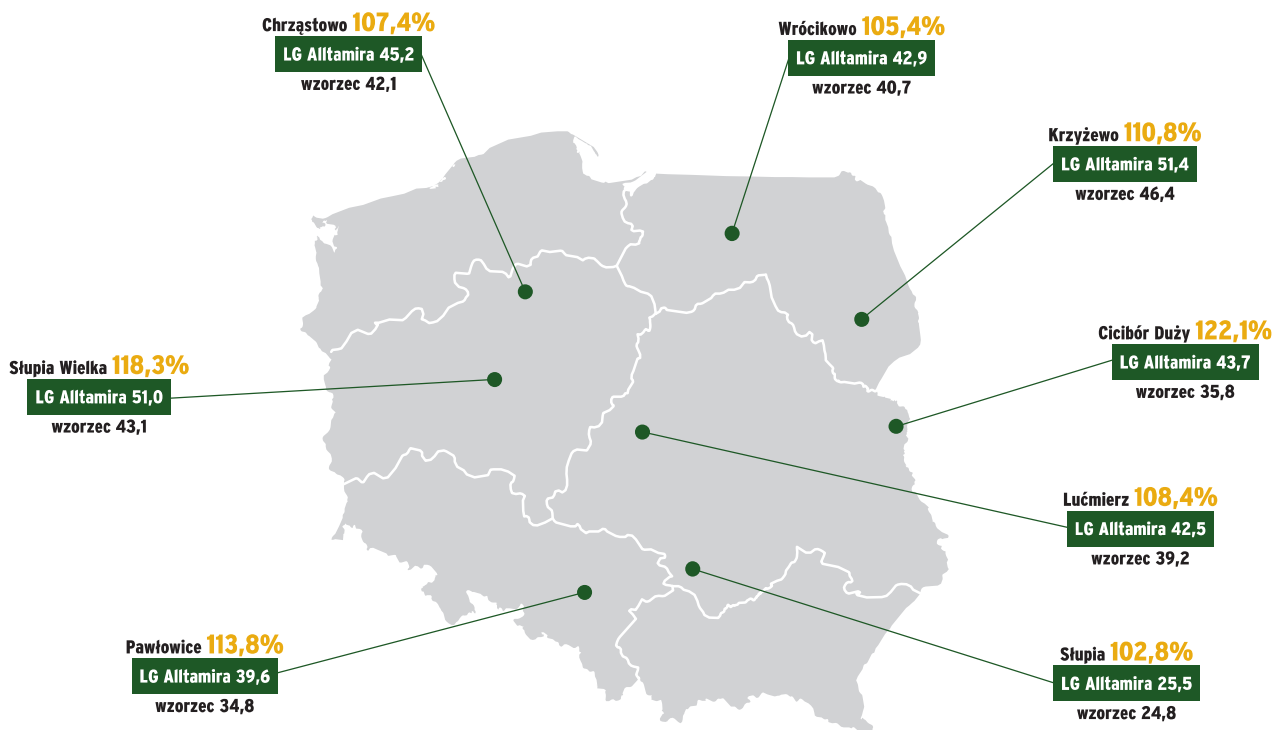 Chrząstowo 107,4%
LG Alltamira 45,2
wzorzec 42,1
Wrócikowo 105,4%
LG Alltamira 42,9
wzorzec 40,7
Krzyżewo 110,8%
LG Alltamira 51,4
wzorzec 46,4
Cicibór Duży 122,1%
LG Alltamira 43,7
wzorzec 35,8
Słupia Wielka 118,3%
LG Alltamira 51,0
wzorzec 43,1
Lućmierz 108,4%
LG Alltamira 42,5
wzorzec 39,2
Pawłowice 113,8%
LG Alltamira 39,6
wzorzec 34,8
Słupia 102,8%
LG Alltamira 25,5
wzorzec 24,8